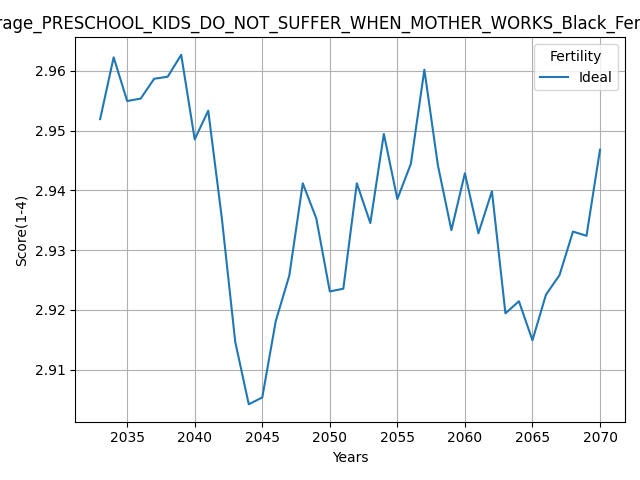 rage_PRESCHOOL_KIDS_DO_NOT_SUFFER_WHEN_MOTHER_WORKS_Black_Fer
Fertility
Ideal
Score(1-4)
2.96
2.95
2.94
2.93
2.92
2.91
2035 2040 2045 2050 2055 2060 2065 2070
Years